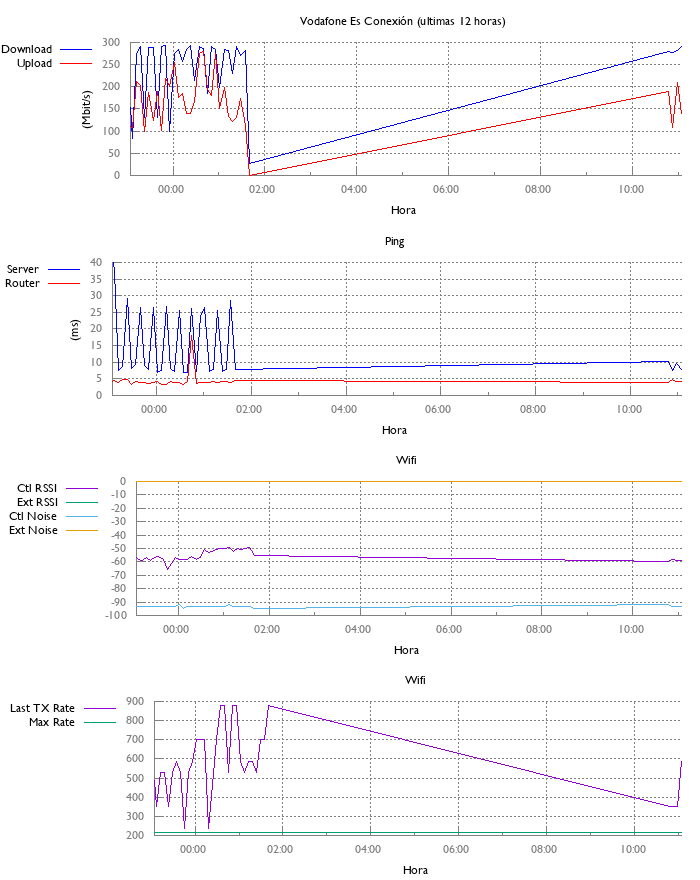 Vodafone Es Conexión (ultimas 12 horas)
Download
Upload
(Mbit/s)
300
250
200
150
100
50
0
00:00 02:00 04:00 06:00 08:00 10:00
Hora
Ping
Server
Router
(ms)
40
35
30
25
20
15
10
5
0
00:00 02:00 04:00 06:00 08:00 10:00
Hora
Wifi
Ctl RSSI
Ext RSSI
Ctl Noise
Ext Noise
0
-10
-20
-30
-40
-50
-60
-70
-80
-90
-100
00:00 02:00 04:00 06:00 08:00 10:00
Hora
Wifi
Last TX Rate
Max Rate
900
800
700
600
500
400
300
200
00:00 02:00 04:00 06:00 08:00 10:00
Hora